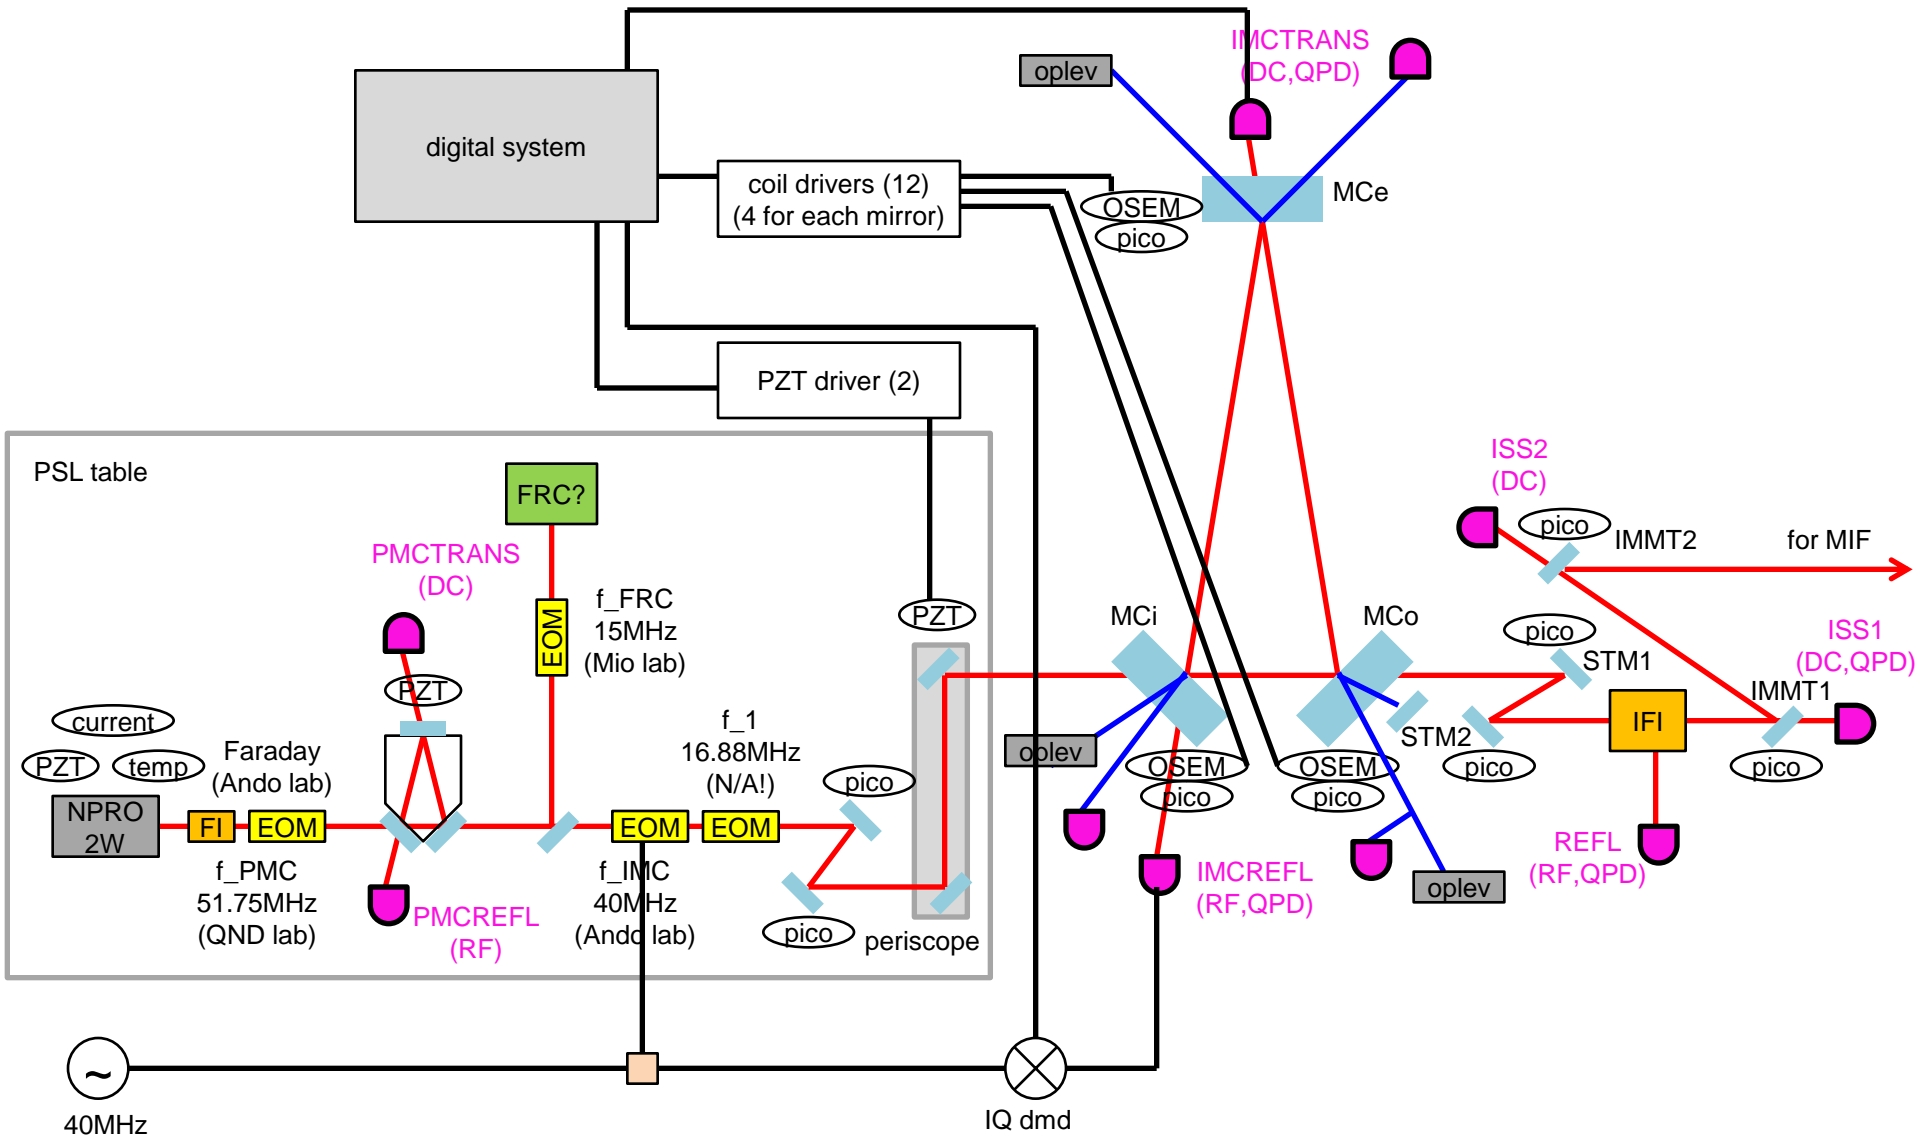 IMCTRANS
(DC,QPD)
oplev
digital system
coil drivers (12)
(4 for each mirror)
OSEM
pico
MCe
PZT driver (2)
PSL table
FRC?
PMCTRANS
(DC)
EOM
f_FRC
15MHz
(Mio lab)
PZT
PZT
MCi
MCo
ISS2
(DC)
pico
IMMT2
for MIF
pico
STM1
ISS1
(DC,QPD)
IMMT1
current
PZT
temp
Faraday
(Ando lab)
f_1
16.88MHz
(N/A!)
pico
oplev
OSEM
pico
OSEM
pico
STM2
pico
IFI
pico
NPRO
2W
FI
EOM
EOM
EOM
f_PMC
51.75MHz
(QND lab)
PMCREFL
(RF)
f_IMC
40MHz
(Ando lab)
pico
periscope
IMCREFL
(RF,QPD)
oplev
REFL
(RF,QPD)
~
40MHz
IQ dmd